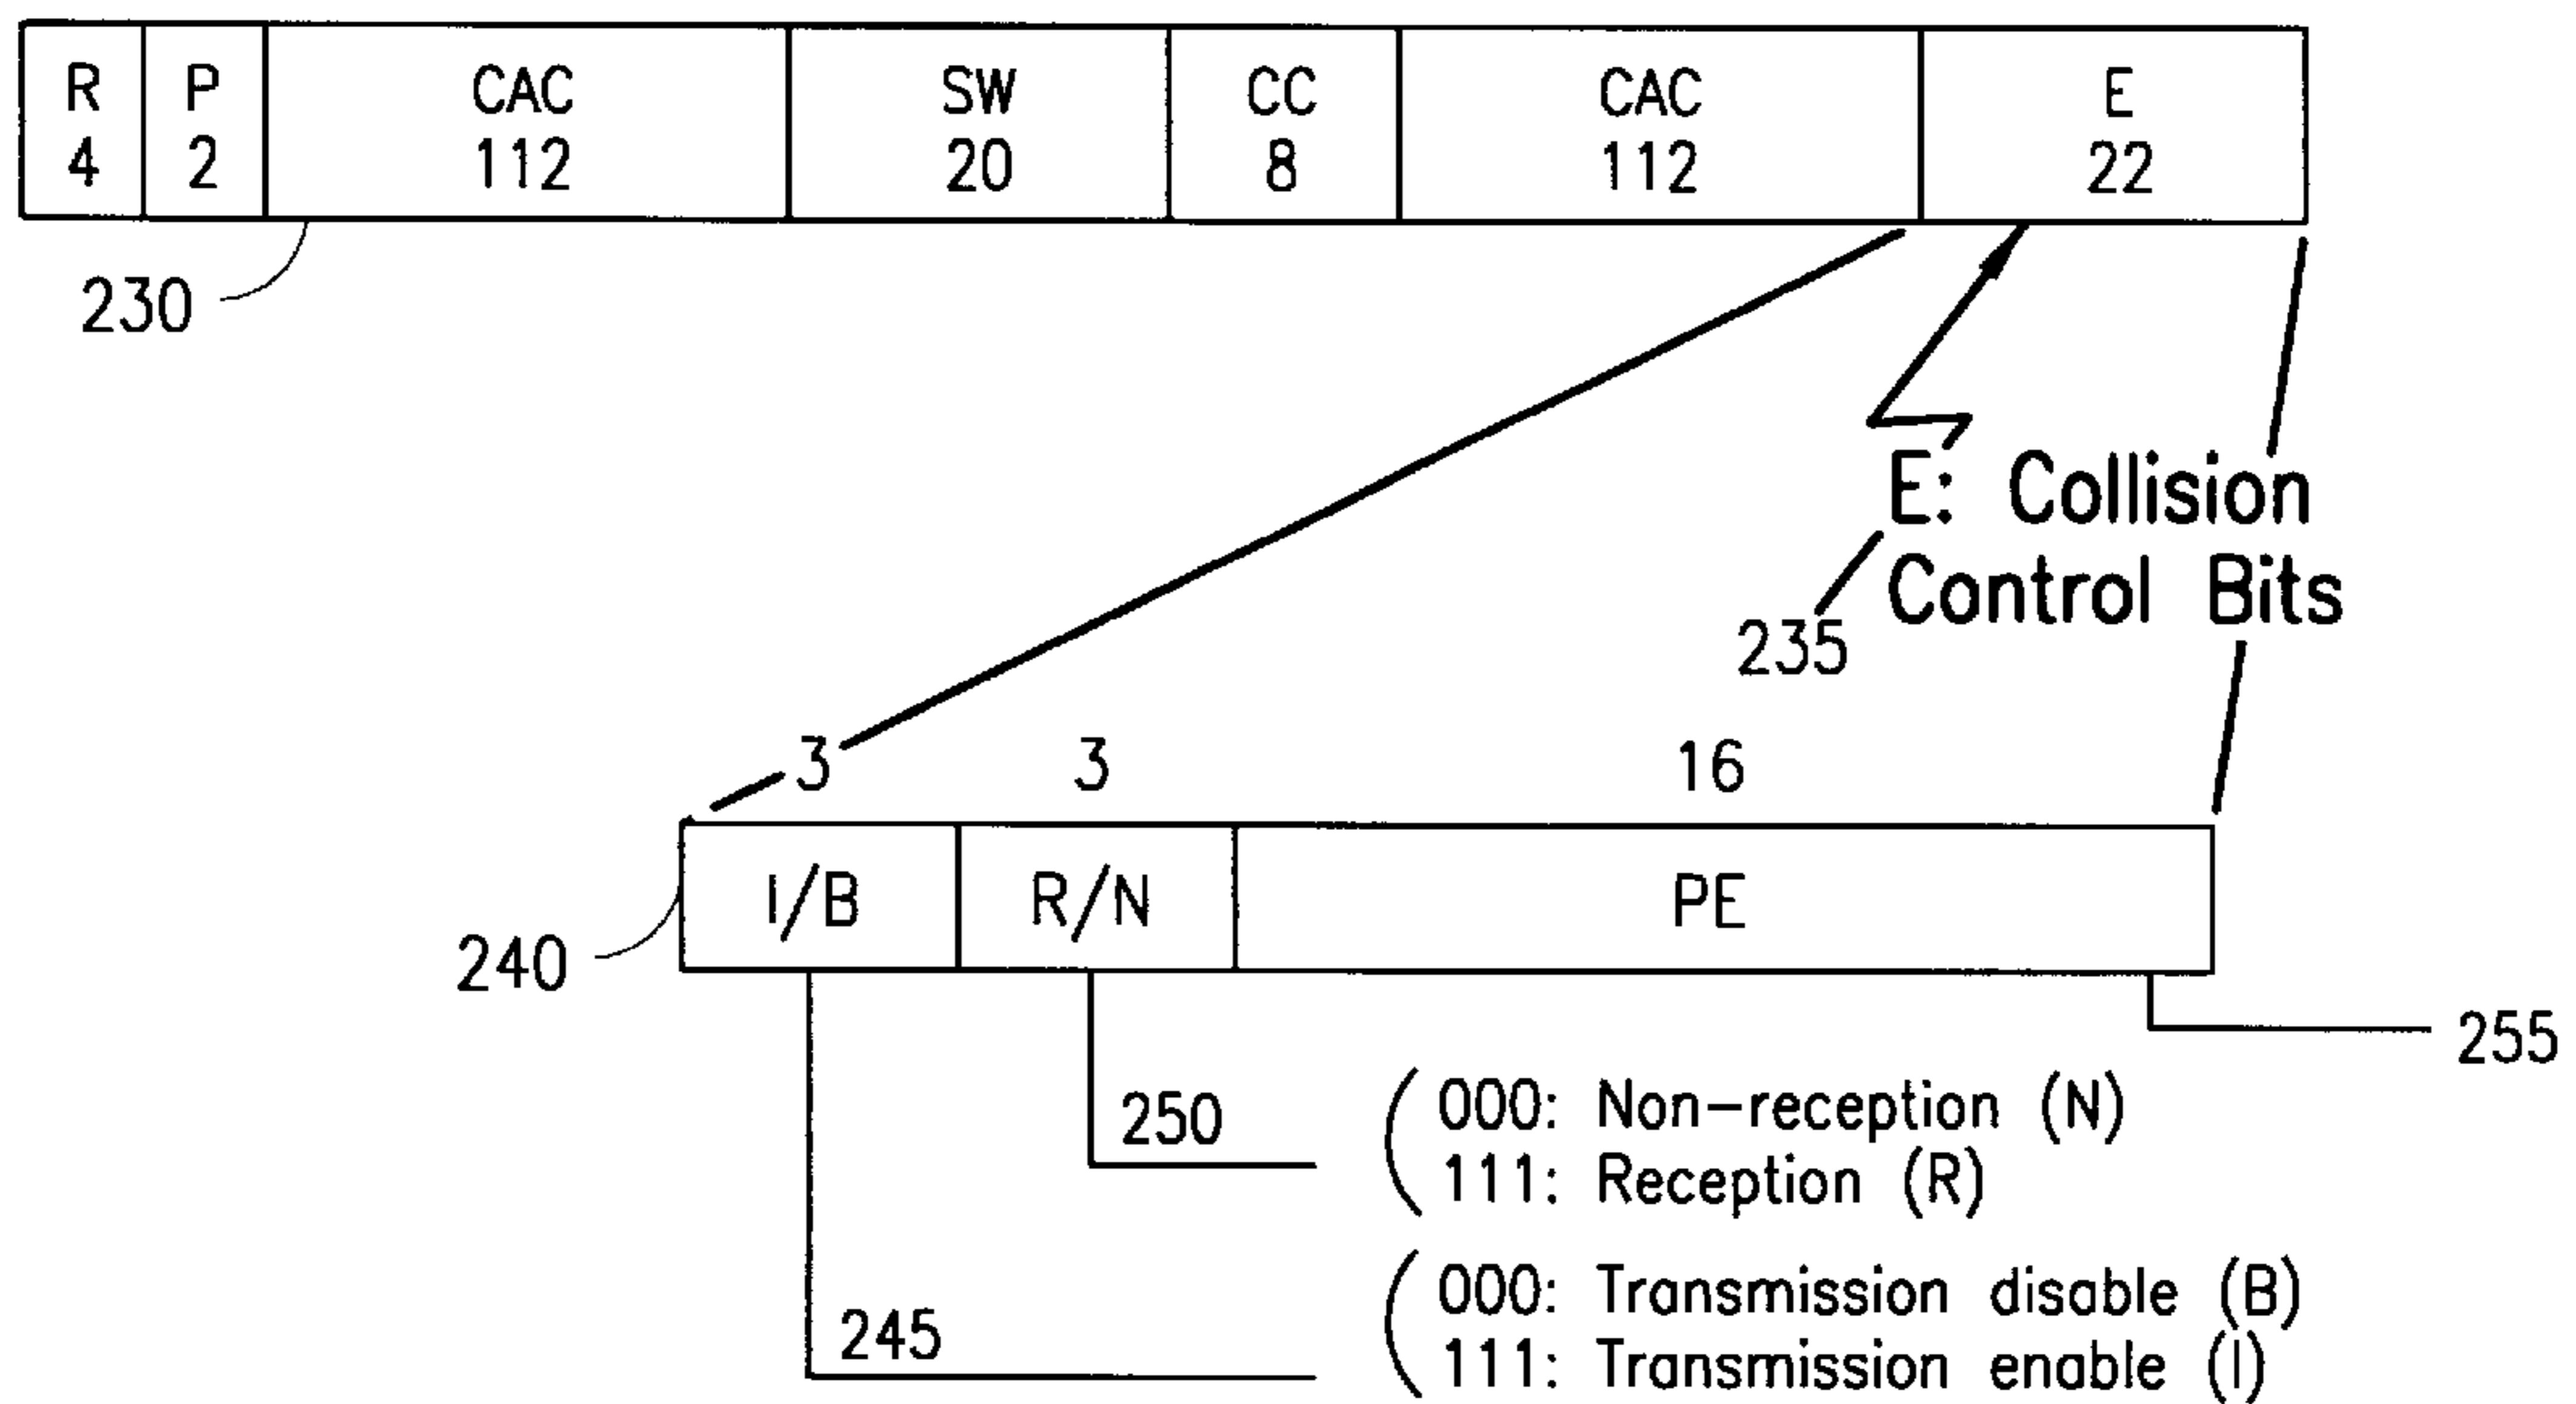 R P CAC SW CC CAC E
4 2 112 20 8 112 22
230
E: Collision
Control Bits
235
3 3 16
I/B R/N PE
240
255
250
000: Non-reception (N)
111: Reception (R)
245
000: Transmission disable (B)
111: Transmission enable (I)